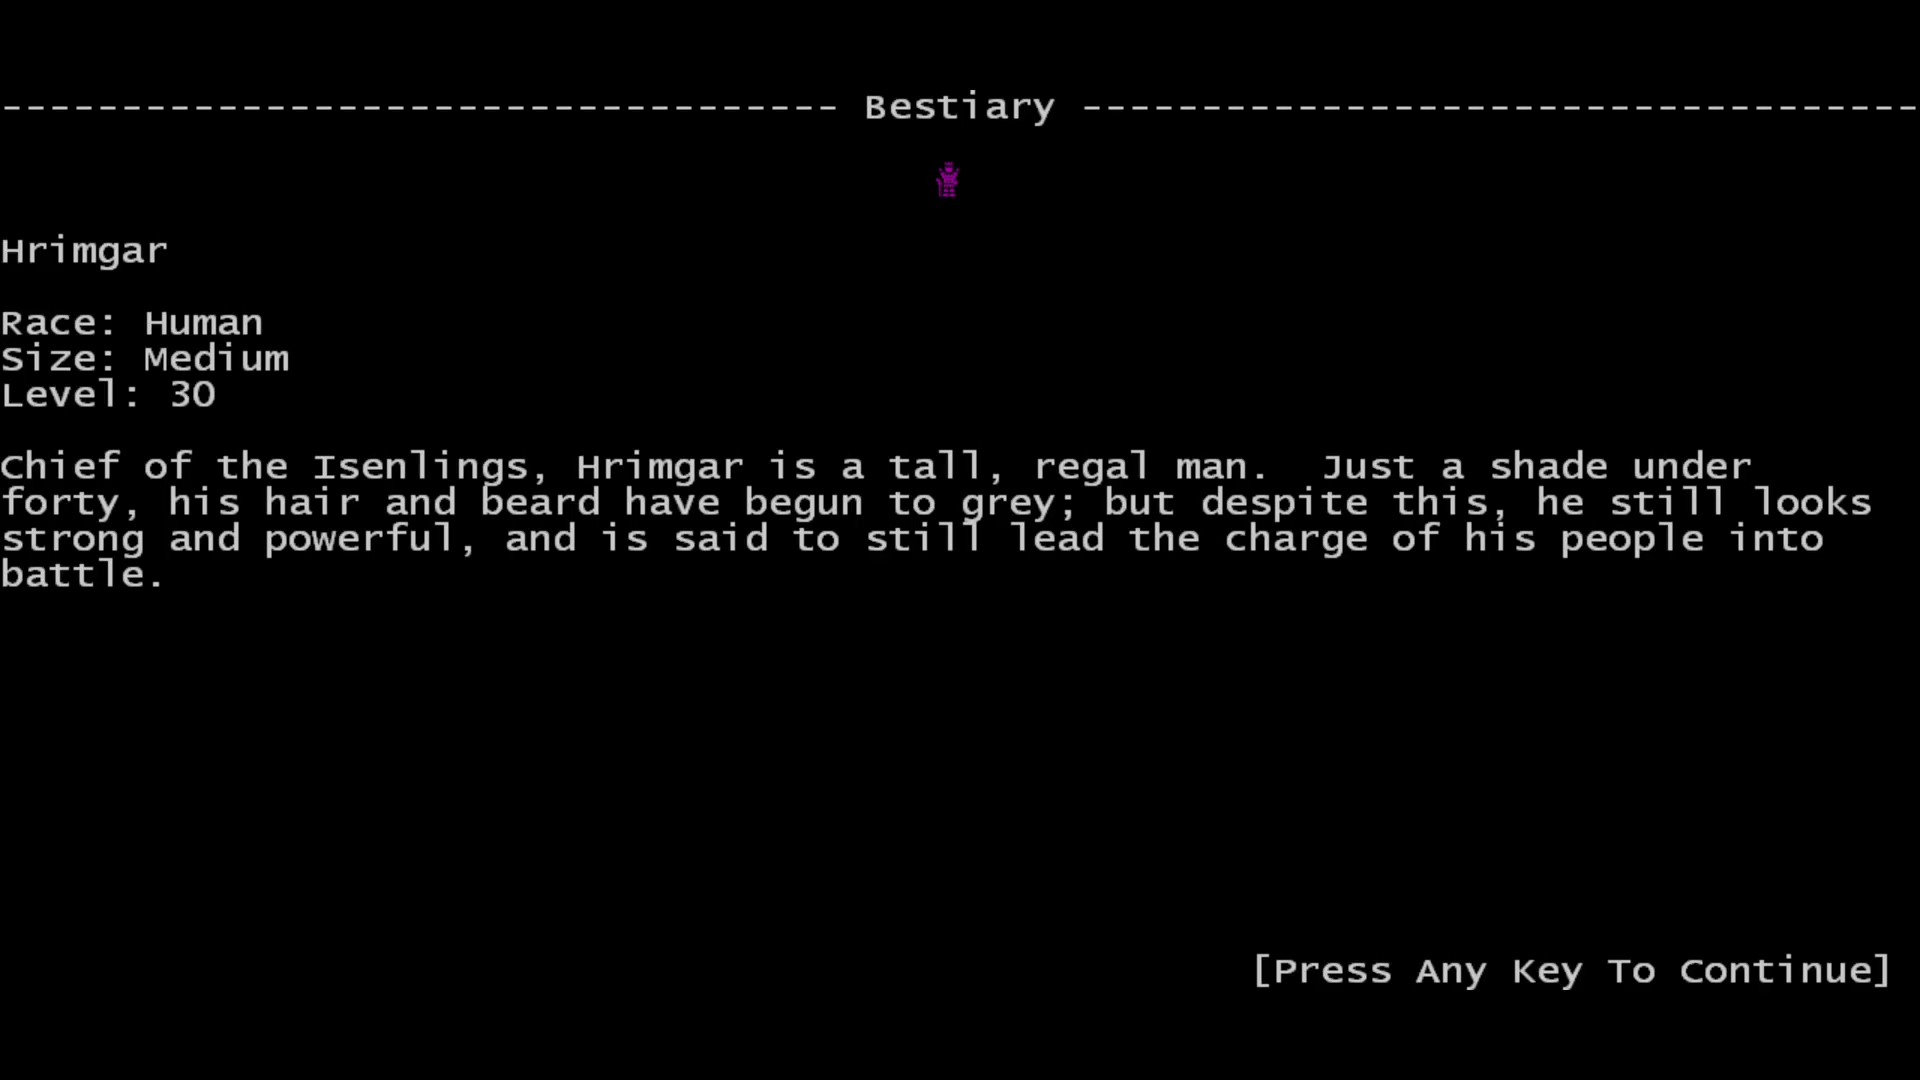 ---------------------------------- Bestiary -----------------------------------
Hrimgar
Race: Human
Size: Medium
Level: 30
Chief of the Isenlings, Hrimgar is a tall, regal man.  Just a shade under
forty, his hair and beard have begun to grey; but despite this, he still looks
strong and powerful, and is said to still lead the charge of his people into
battle.
[Press Any Key To Continue]